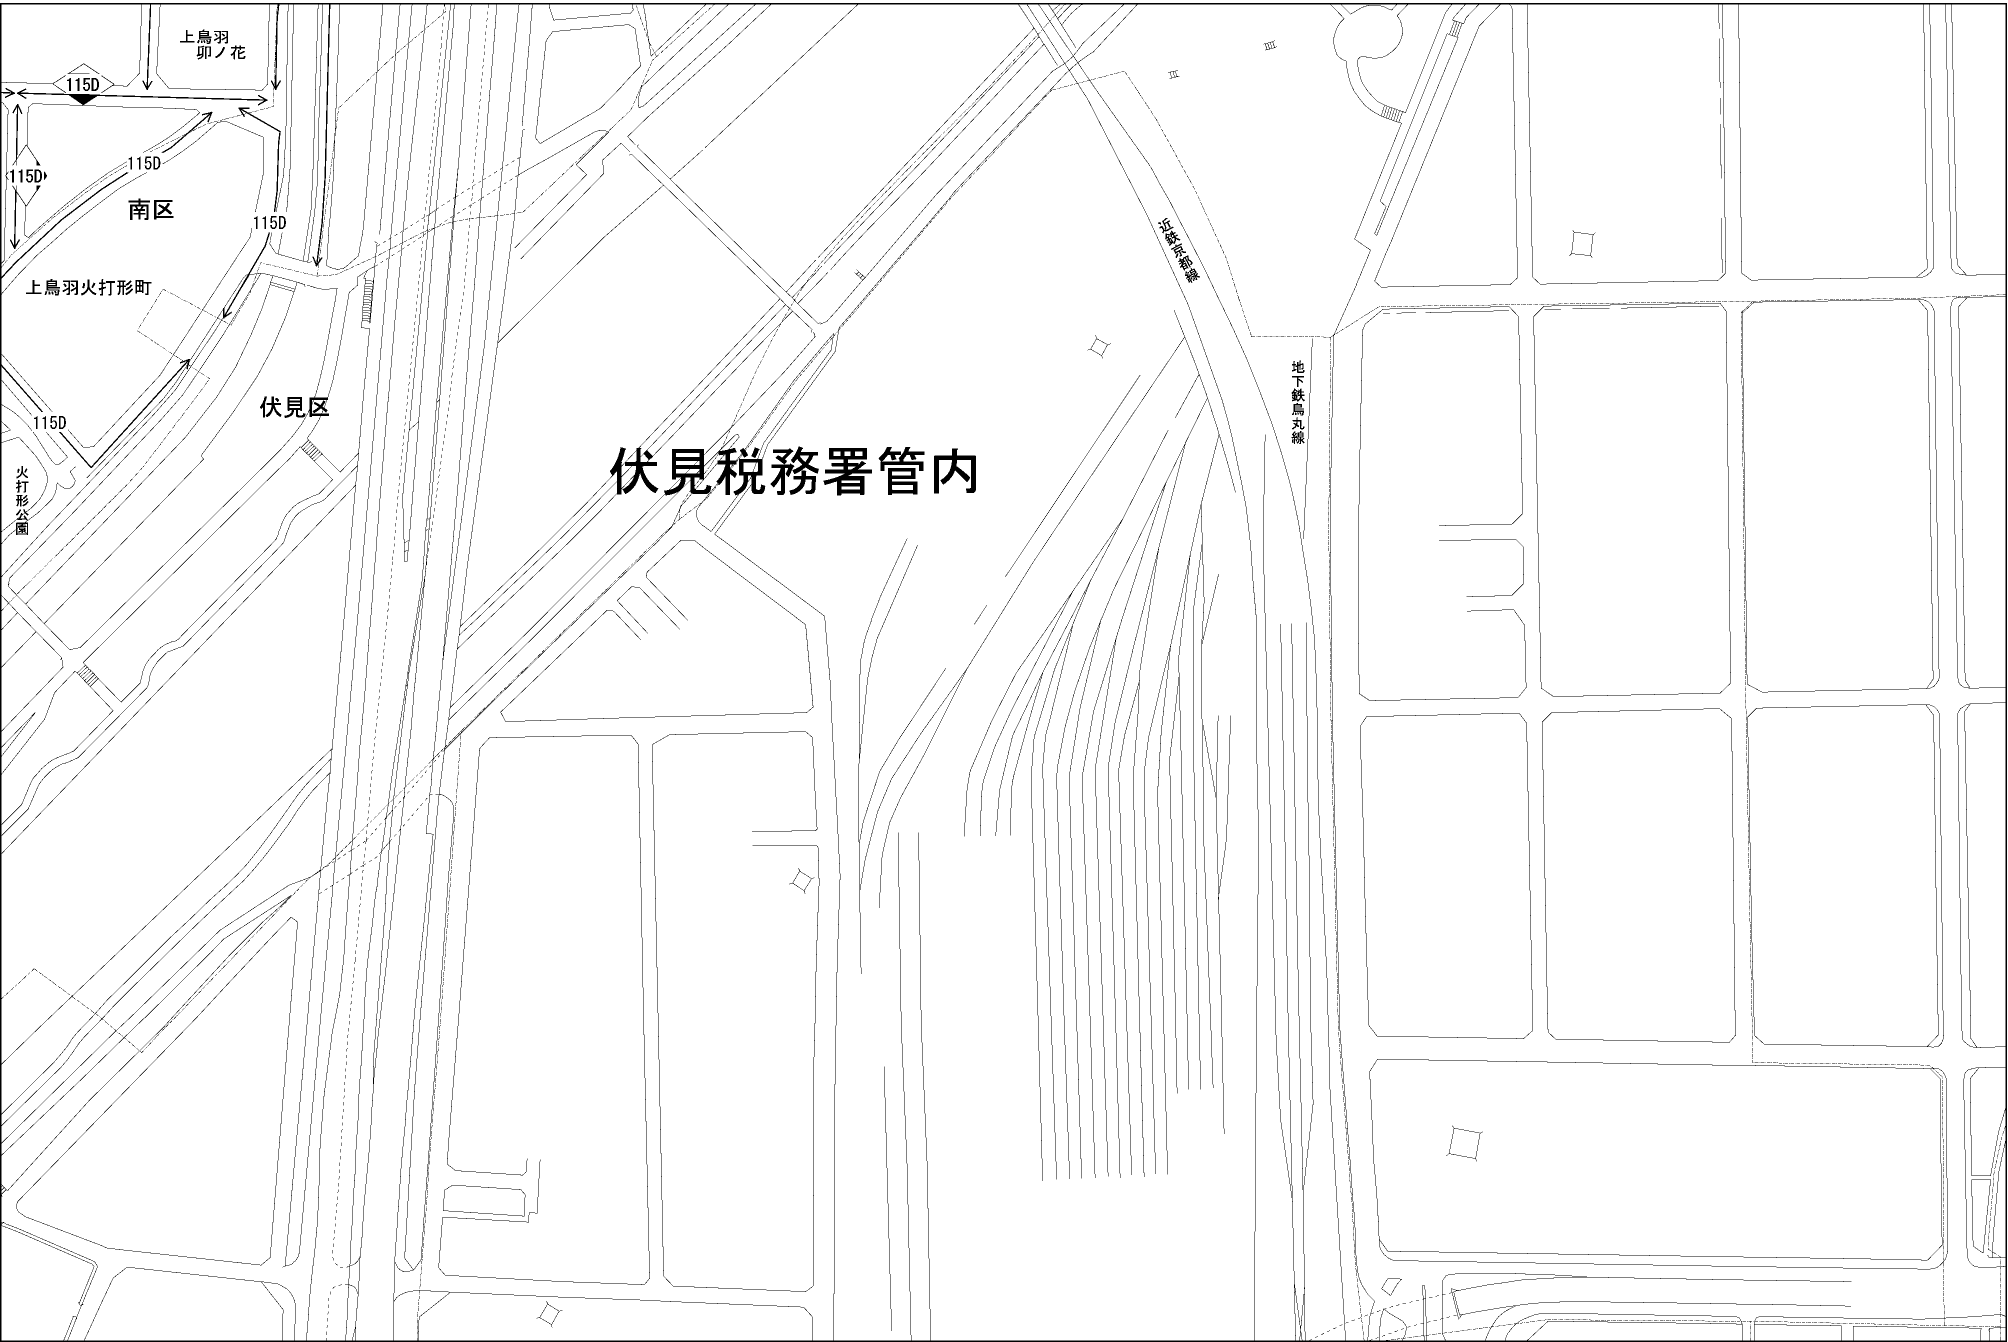 上鳥羽
卯ノ花
115D
115D
115D
南区
115D
上鳥羽火打形町
近鉄京都線
地下鉄烏丸線
伏見区
115D
伏見税務署管内
火打形公園